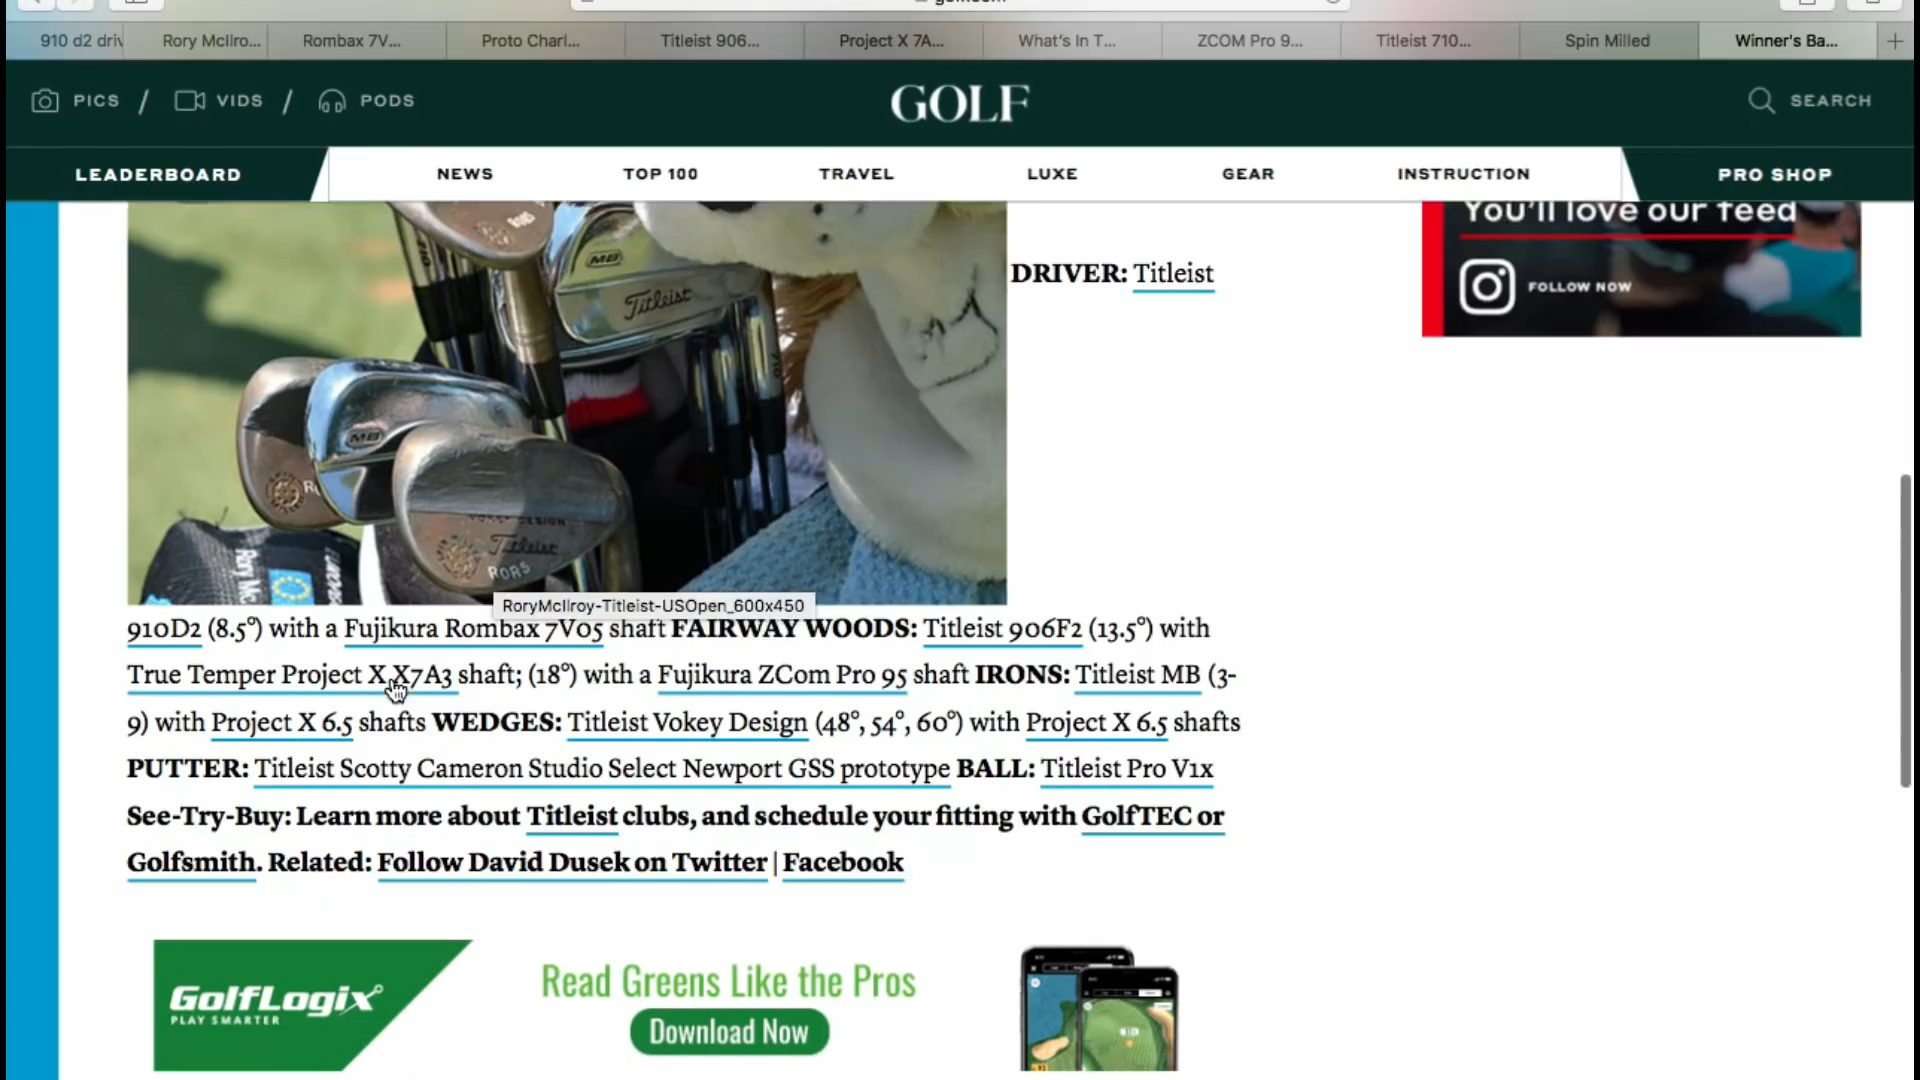 910 d2 driv
Rory McIlro...
Rombax 7V...
Proto Charl...
Titleist 906...
Project X 7A...
What's In T...
ZCOM Pro 9...
Titleist 710...
Spin Milled
Winner's Ba...
PICS / VIDS / PODS
GOLF
SEARCH
LEADERBOARD
NEWS
TOP 100
TRAVEL
LUXE
GEAR
INSTRUCTION
PRO SHOP
You'll love our feed
FOLLOW NOW
DRIVER: Titleist
MB
Titleist
MB
Titleist
RORS
Rory Mc
RoryMcIlroy-Titleist-USOpen_600x450
910D2 (8.5°) with a Fujikura Rombax 7V05 shaft FAIRWAY WOODS: Titleist 906F2 (13.5°) with
True Temper Project X X7A3 shaft; (18°) with a Fujikura ZCom Pro 95 shaft IRONS: Titleist MB (3-
9) with Project X 6.5 shafts WEDGES: Titleist Vokey Design (48°, 54°, 60°) with Project X 6.5 shafts
PUTTER: Titleist Scotty Cameron Studio Select Newport GSS prototype BALL: Titleist Pro V1x
See-Try-Buy: Learn more about Titleist clubs, and schedule your fitting with GolfTEC or
Golfsmith. Related: Follow David Dusek on Twitter | Facebook
GOLFLOGIX
PLAY SMARTER
Read Greens Like the Pros
Download Now